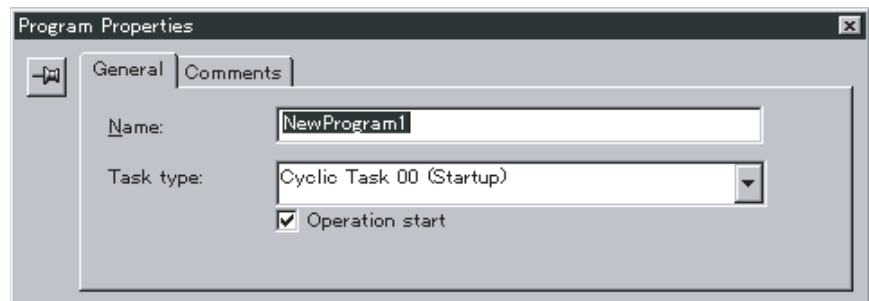 Program Properties
General Comments
Name: NewProgram1
Task type: Cyclic Task 00 (Startup)
Operation start